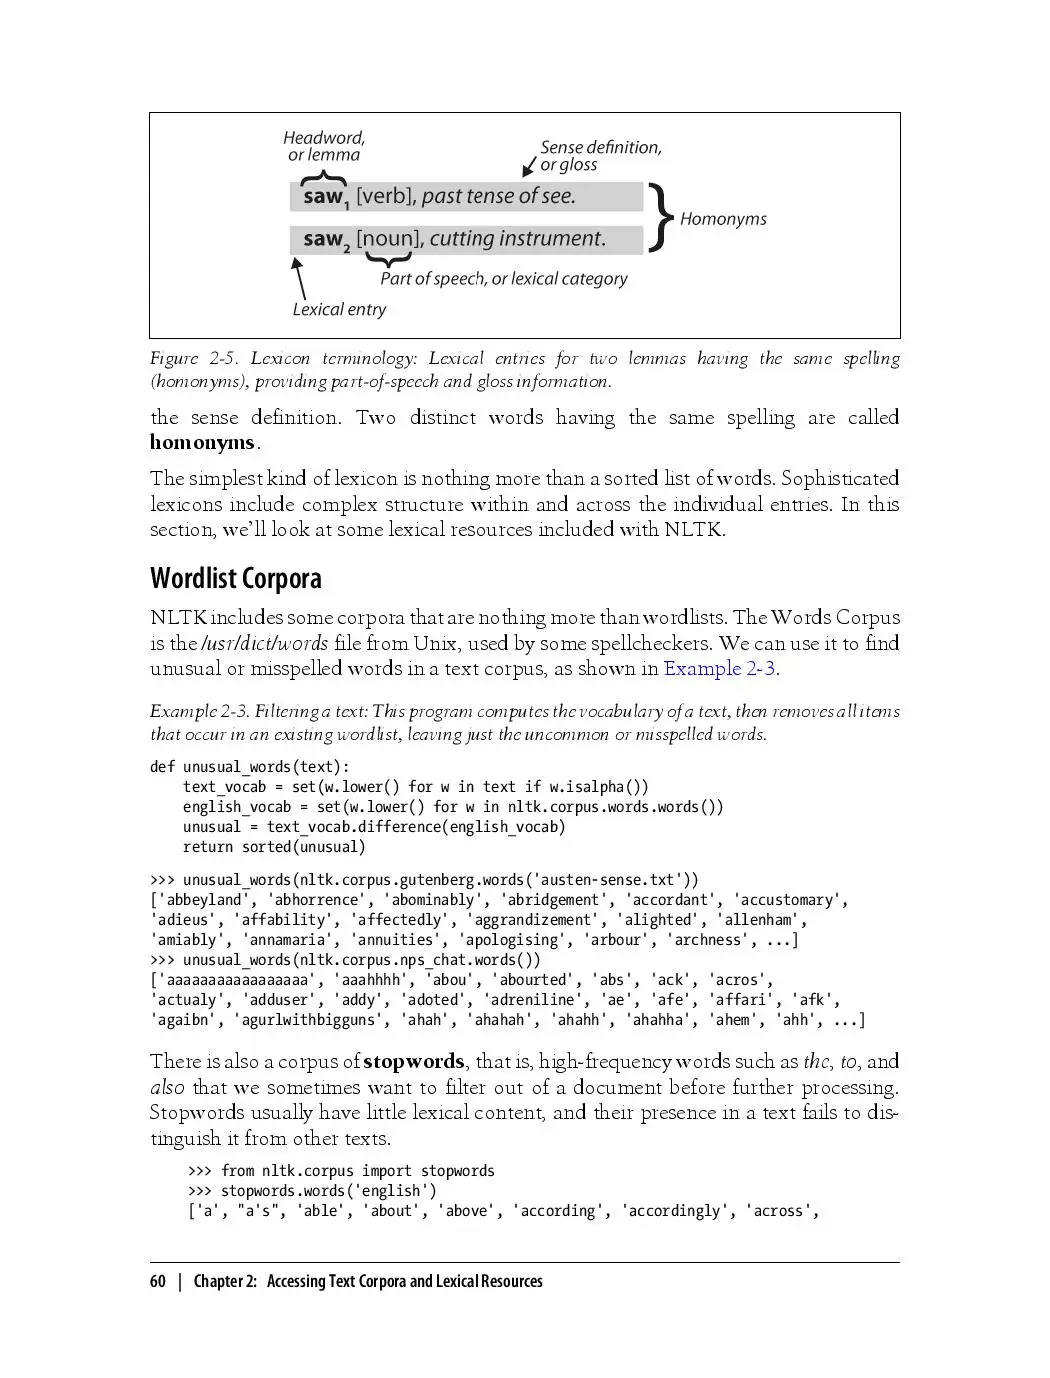 Headword,
or lemma
Sense definition,
or gloss
saw1 [verb], past tense of see.
Homonyms
saw2 [noun], cutting instrument.
Part of speech, or lexical category
Lexical entry
Figure 2-5. Lexicon terminology: Lexical entries for two lemmas having the same spelling
(homonyms), providing part-of-speech and gloss information.
the sense definition. Two distinct words having the same spelling are called
homonyms.
The simplest kind of lexicon is nothing more than a sorted list of words. Sophisticated
lexicons include complex structure within and across the individual entries. In this
section, we’ll look at some lexical resources included with NLTK.
Wordlist Corpora
NLTK includes some corpora that are nothing more than wordlists. The Words Corpus
is the /usr/dict/words file from Unix, used by some spellcheckers. We can use it to find
unusual or misspelled words in a text corpus, as shown in Example 2-3.
Example 2-3. Filtering a text: This program computes the vocabulary of a text, then removes all items
that occur in an existing wordlist, leaving just the uncommon or misspelled words.
def unusual_words(text):
    text_vocab = set(w.lower() for w in text if w.isalpha())
    english_vocab = set(w.lower() for w in nltk.corpus.words.words())
    unusual = text_vocab.difference(english_vocab)
    return sorted(unusual)
>>> unusual_words(nltk.corpus.gutenberg.words('austen-sense.txt'))
['abbeyland', 'abhorrence', 'abominably', 'abridgement', 'accordant', 'accustomary',
'adieus', 'affability', 'affectedly', 'aggrandizement', 'alighted', 'allenham',
'amiably', 'annamaria', 'annuities', 'apologising', 'arbour', 'archness', ...]
>>> unusual_words(nltk.corpus.nps_chat.words())
['aaaaaaaaaaaaaaaaa', 'aaahhhh', 'abou', 'abourted', 'abs', 'ack', 'acros',
'actualy', 'adduser', 'addy', 'adoted', 'adreniline', 'ae', 'afe', 'affari', 'afk',
'agaibn', 'agurlwithbigguns', 'ahah', 'ahahah', 'ahahh', 'ahahha', 'ahem', 'ahh', ...]
There is also a corpus of stopwords, that is, high-frequency words such as the, to, and
also that we sometimes want to filter out of a document before further processing.
Stopwords usually have little lexical content, and their presence in a text fails to dis-
tinguish it from other texts.
>>> from nltk.corpus import stopwords
>>> stopwords.words('english')
['a', "a's", 'able', 'about', 'above', 'according', 'accordingly', 'across',
60 | Chapter 2: Accessing Text Corpora and Lexical Resources